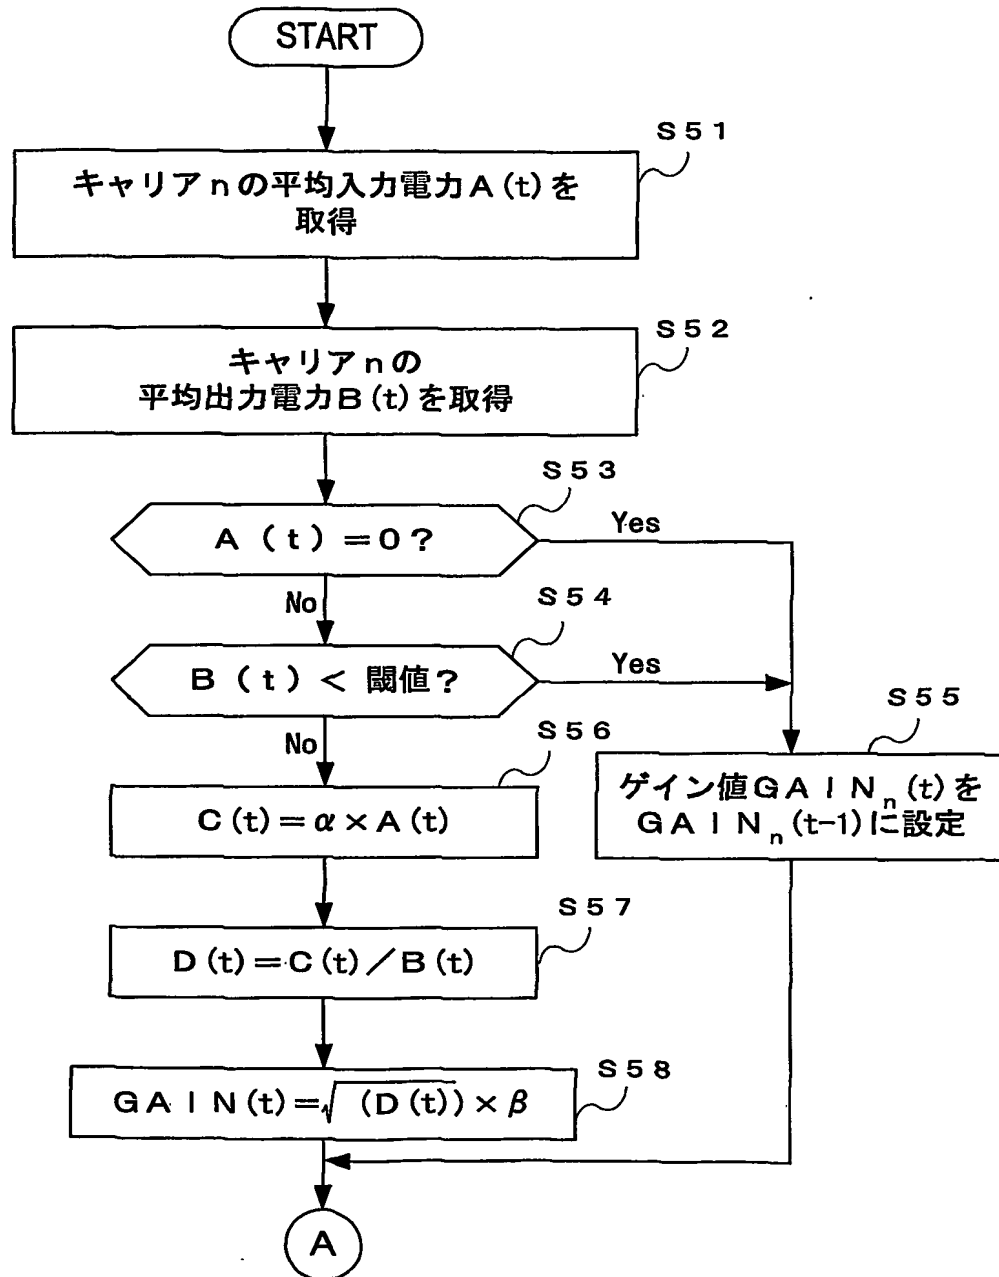 START
S51
キャリアnの平均入力電力A(t)を
取得
S52
キャリアnの
平均出力電力B(t)を取得
S53
A(t)=0?
Yes
No
S54
B(t)< 閾値?
Yes
No
S55
ゲイン値GAINₙ(t)を
GAINₙ(t-1)に設定
S56
C(t)=α×A(t)
S57
D(t)=C(t)/B(t)
S58
GAIN(t)=√(D(t))×β
A